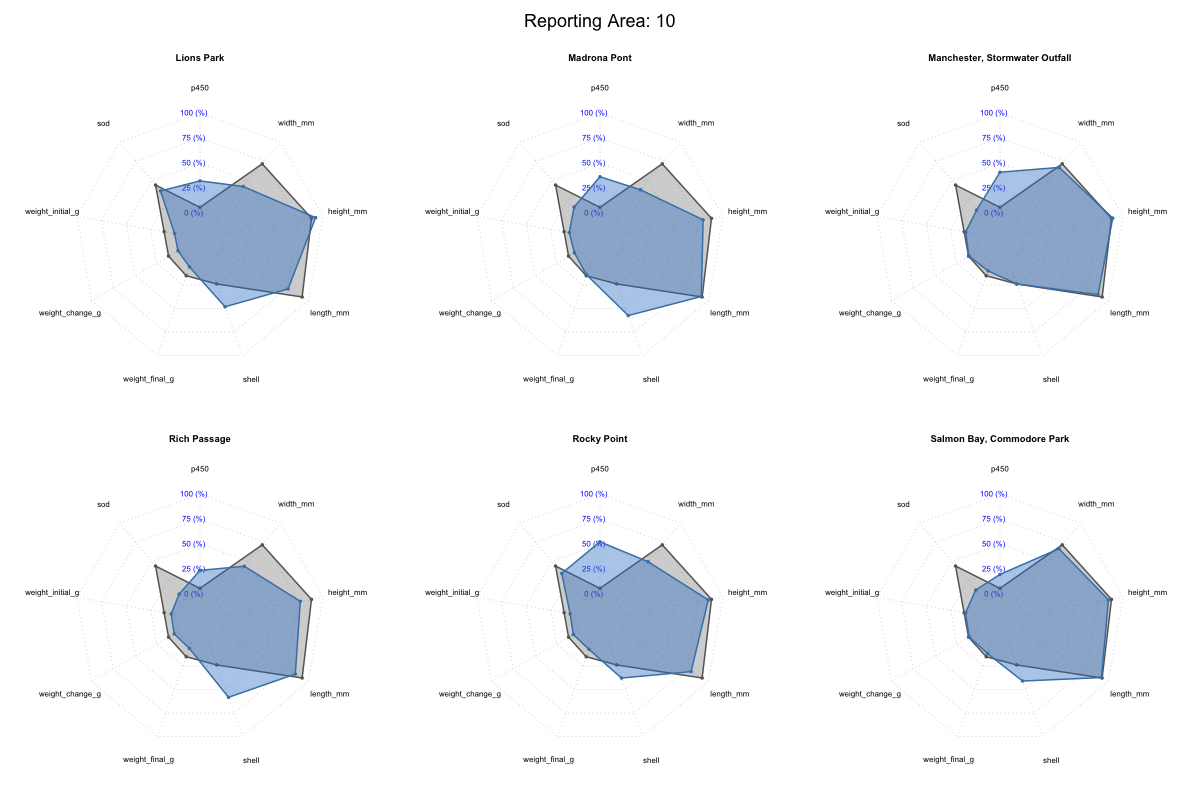 Reporting Area: 10
Lions Park
p450
100 (%)
sod
width_mm
75 (%)
50 (%)
25 (%)
weight_initial_g
0 (%)
height_mm
weight_change_g
length_mm
weight_final_g
shell
Madrona Pont
p450
100 (%)
sod
width_mm
75 (%)
50 (%)
25 (%)
weight_initial_g
0 (%)
height_mm
weight_change_g
length_mm
weight_final_g
shell
Manchester, Stormwater Outfall
p450
100 (%)
sod
width_mm
75 (%)
50 (%)
25 (%)
weight_initial_g
0 (%)
height_mm
weight_change_g
length_mm
weight_final_g
shell
Rich Passage
p450
100 (%)
sod
width_mm
75 (%)
50 (%)
25 (%)
weight_initial_g
0 (%)
height_mm
weight_change_g
length_mm
weight_final_g
shell
Rocky Point
p450
100 (%)
sod
width_mm
75 (%)
50 (%)
25 (%)
weight_initial_g
0 (%)
height_mm
weight_change_g
length_mm
weight_final_g
shell
Salmon Bay, Commodore Park
p450
100 (%)
sod
width_mm
75 (%)
50 (%)
25 (%)
weight_initial_g
0 (%)
height_mm
weight_change_g
length_mm
weight_final_g
shell